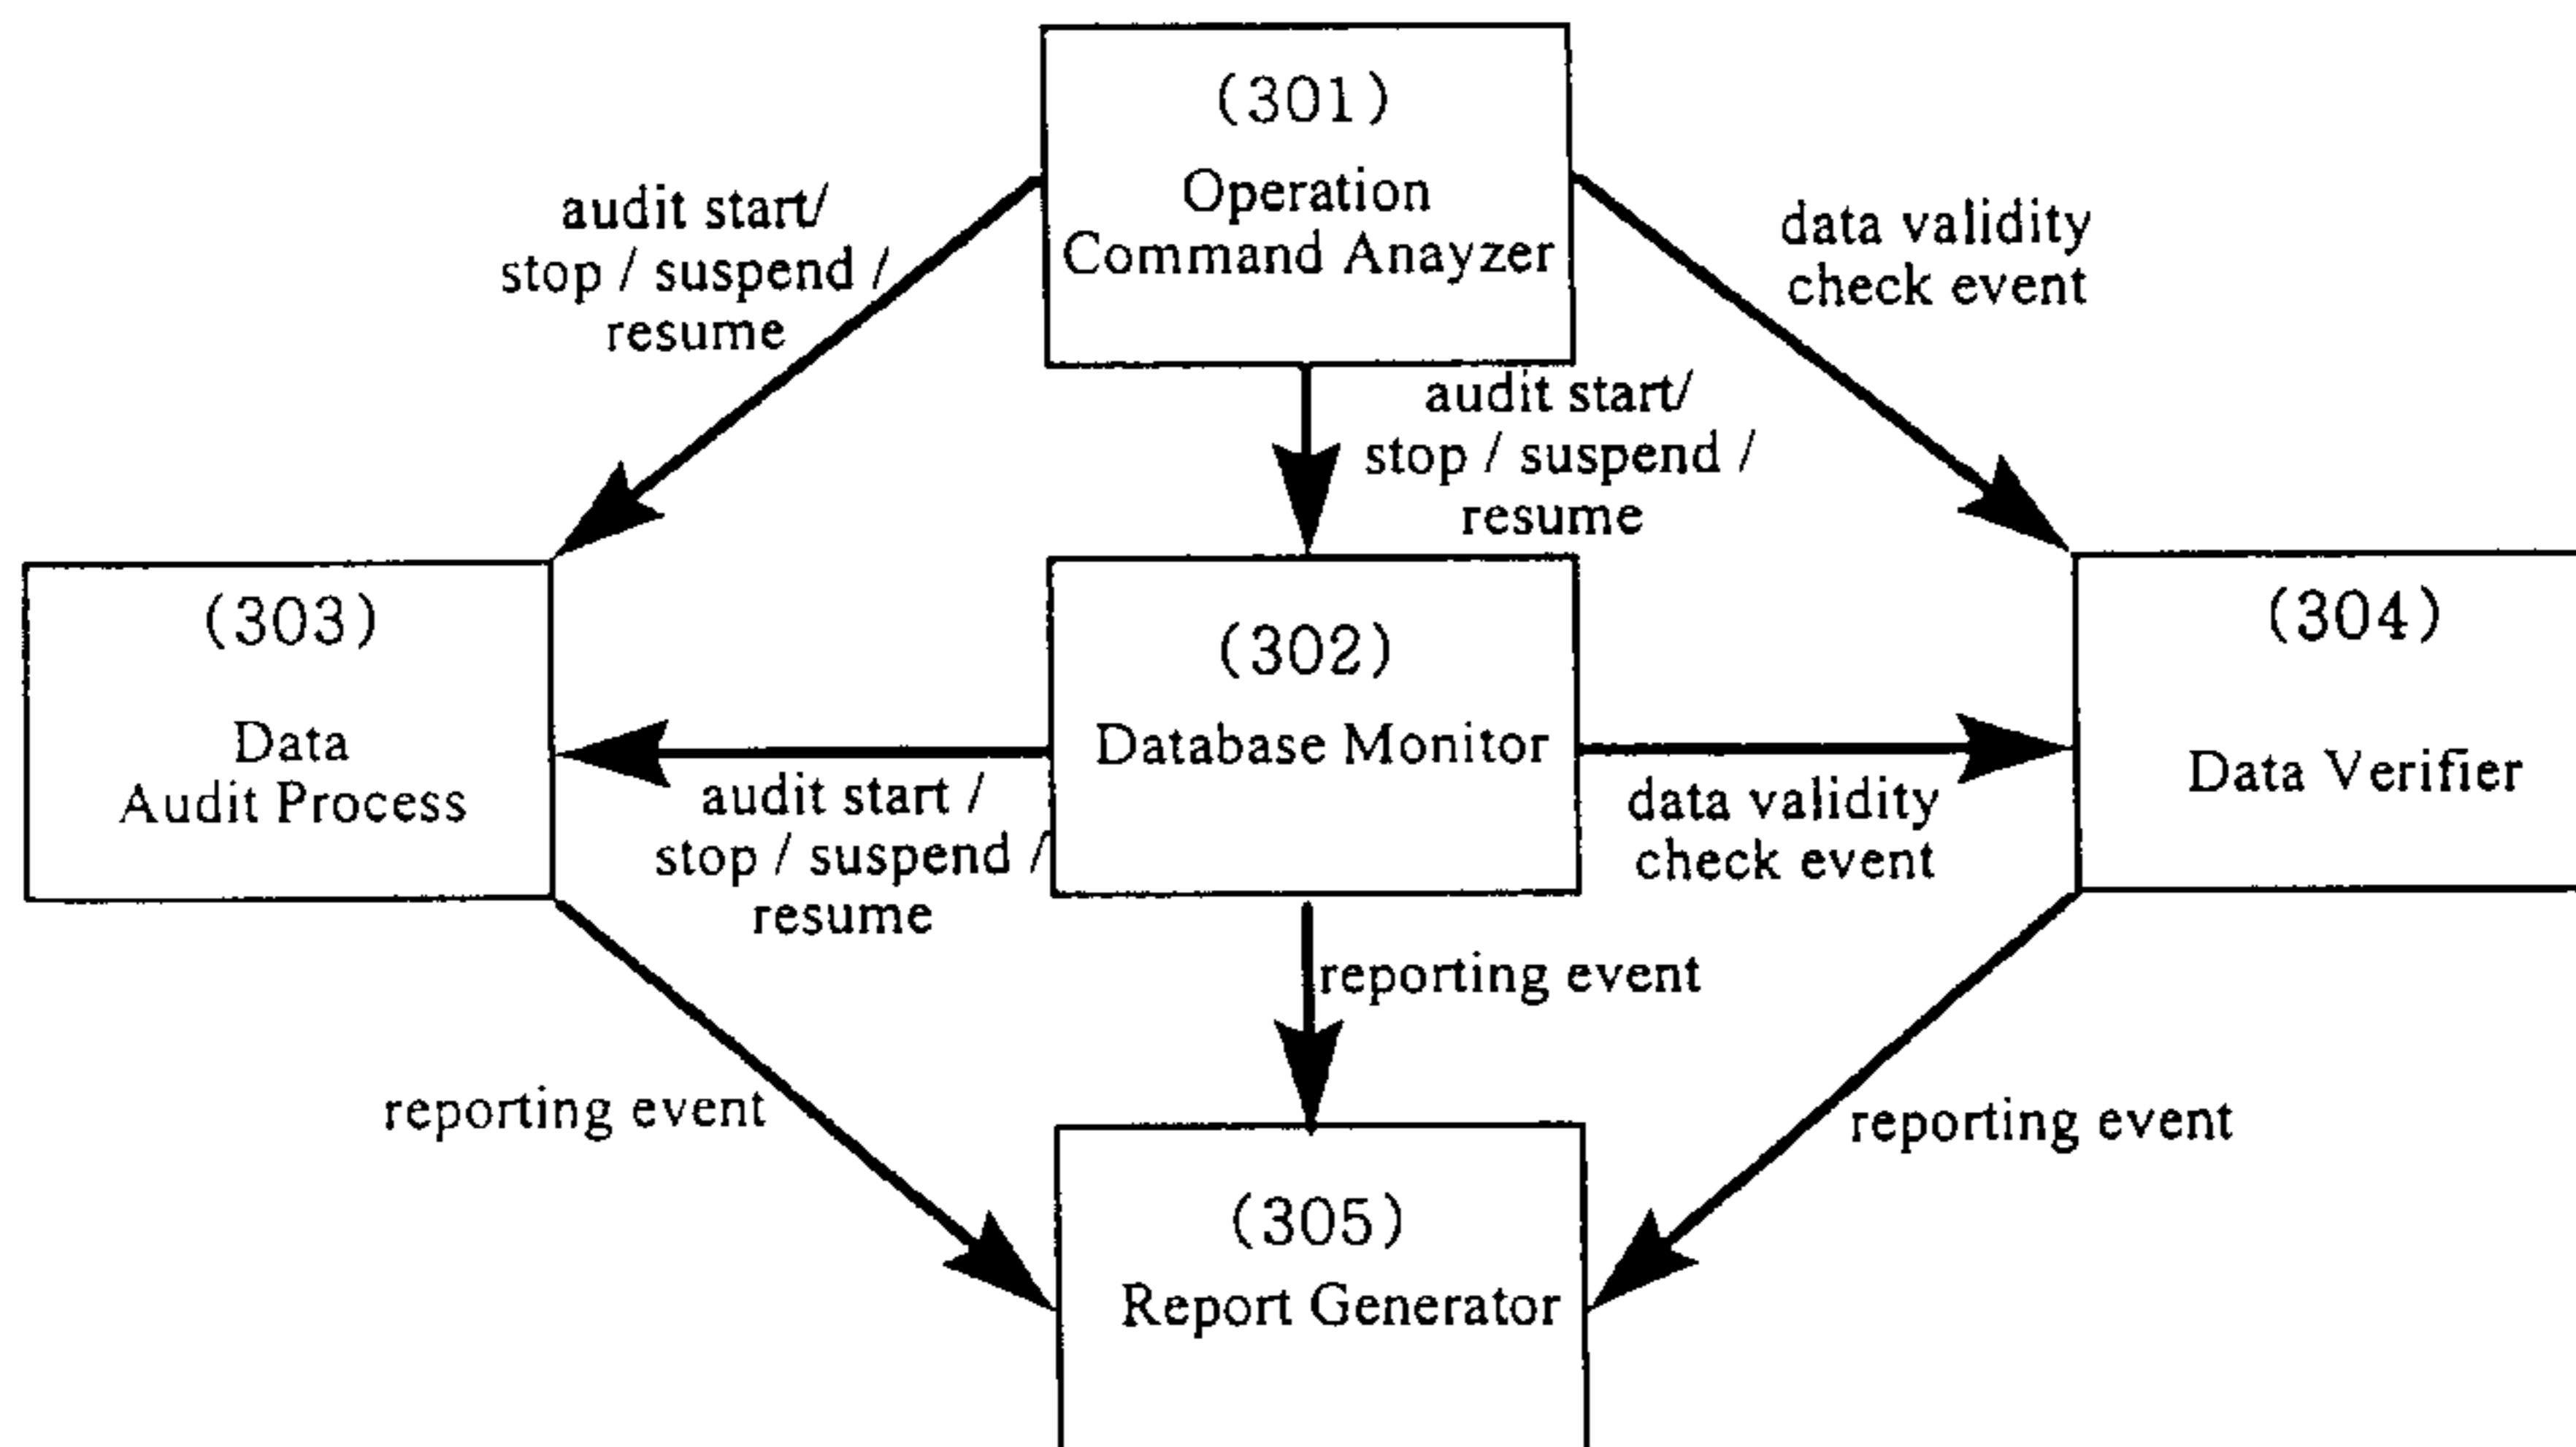 (301)
Operation
Command Anayzer
audit start/
stop / suspend /
resume
data validity
check event
audit start/
stop / suspend /
resume
(303)
Data
Audit Process
(302)
Database Monitor
(304)
Data Verifier
audit start /
stop / suspend /
resume
data validity
check event
reporting event
reporting event
reporting event
(305)
Report Generator